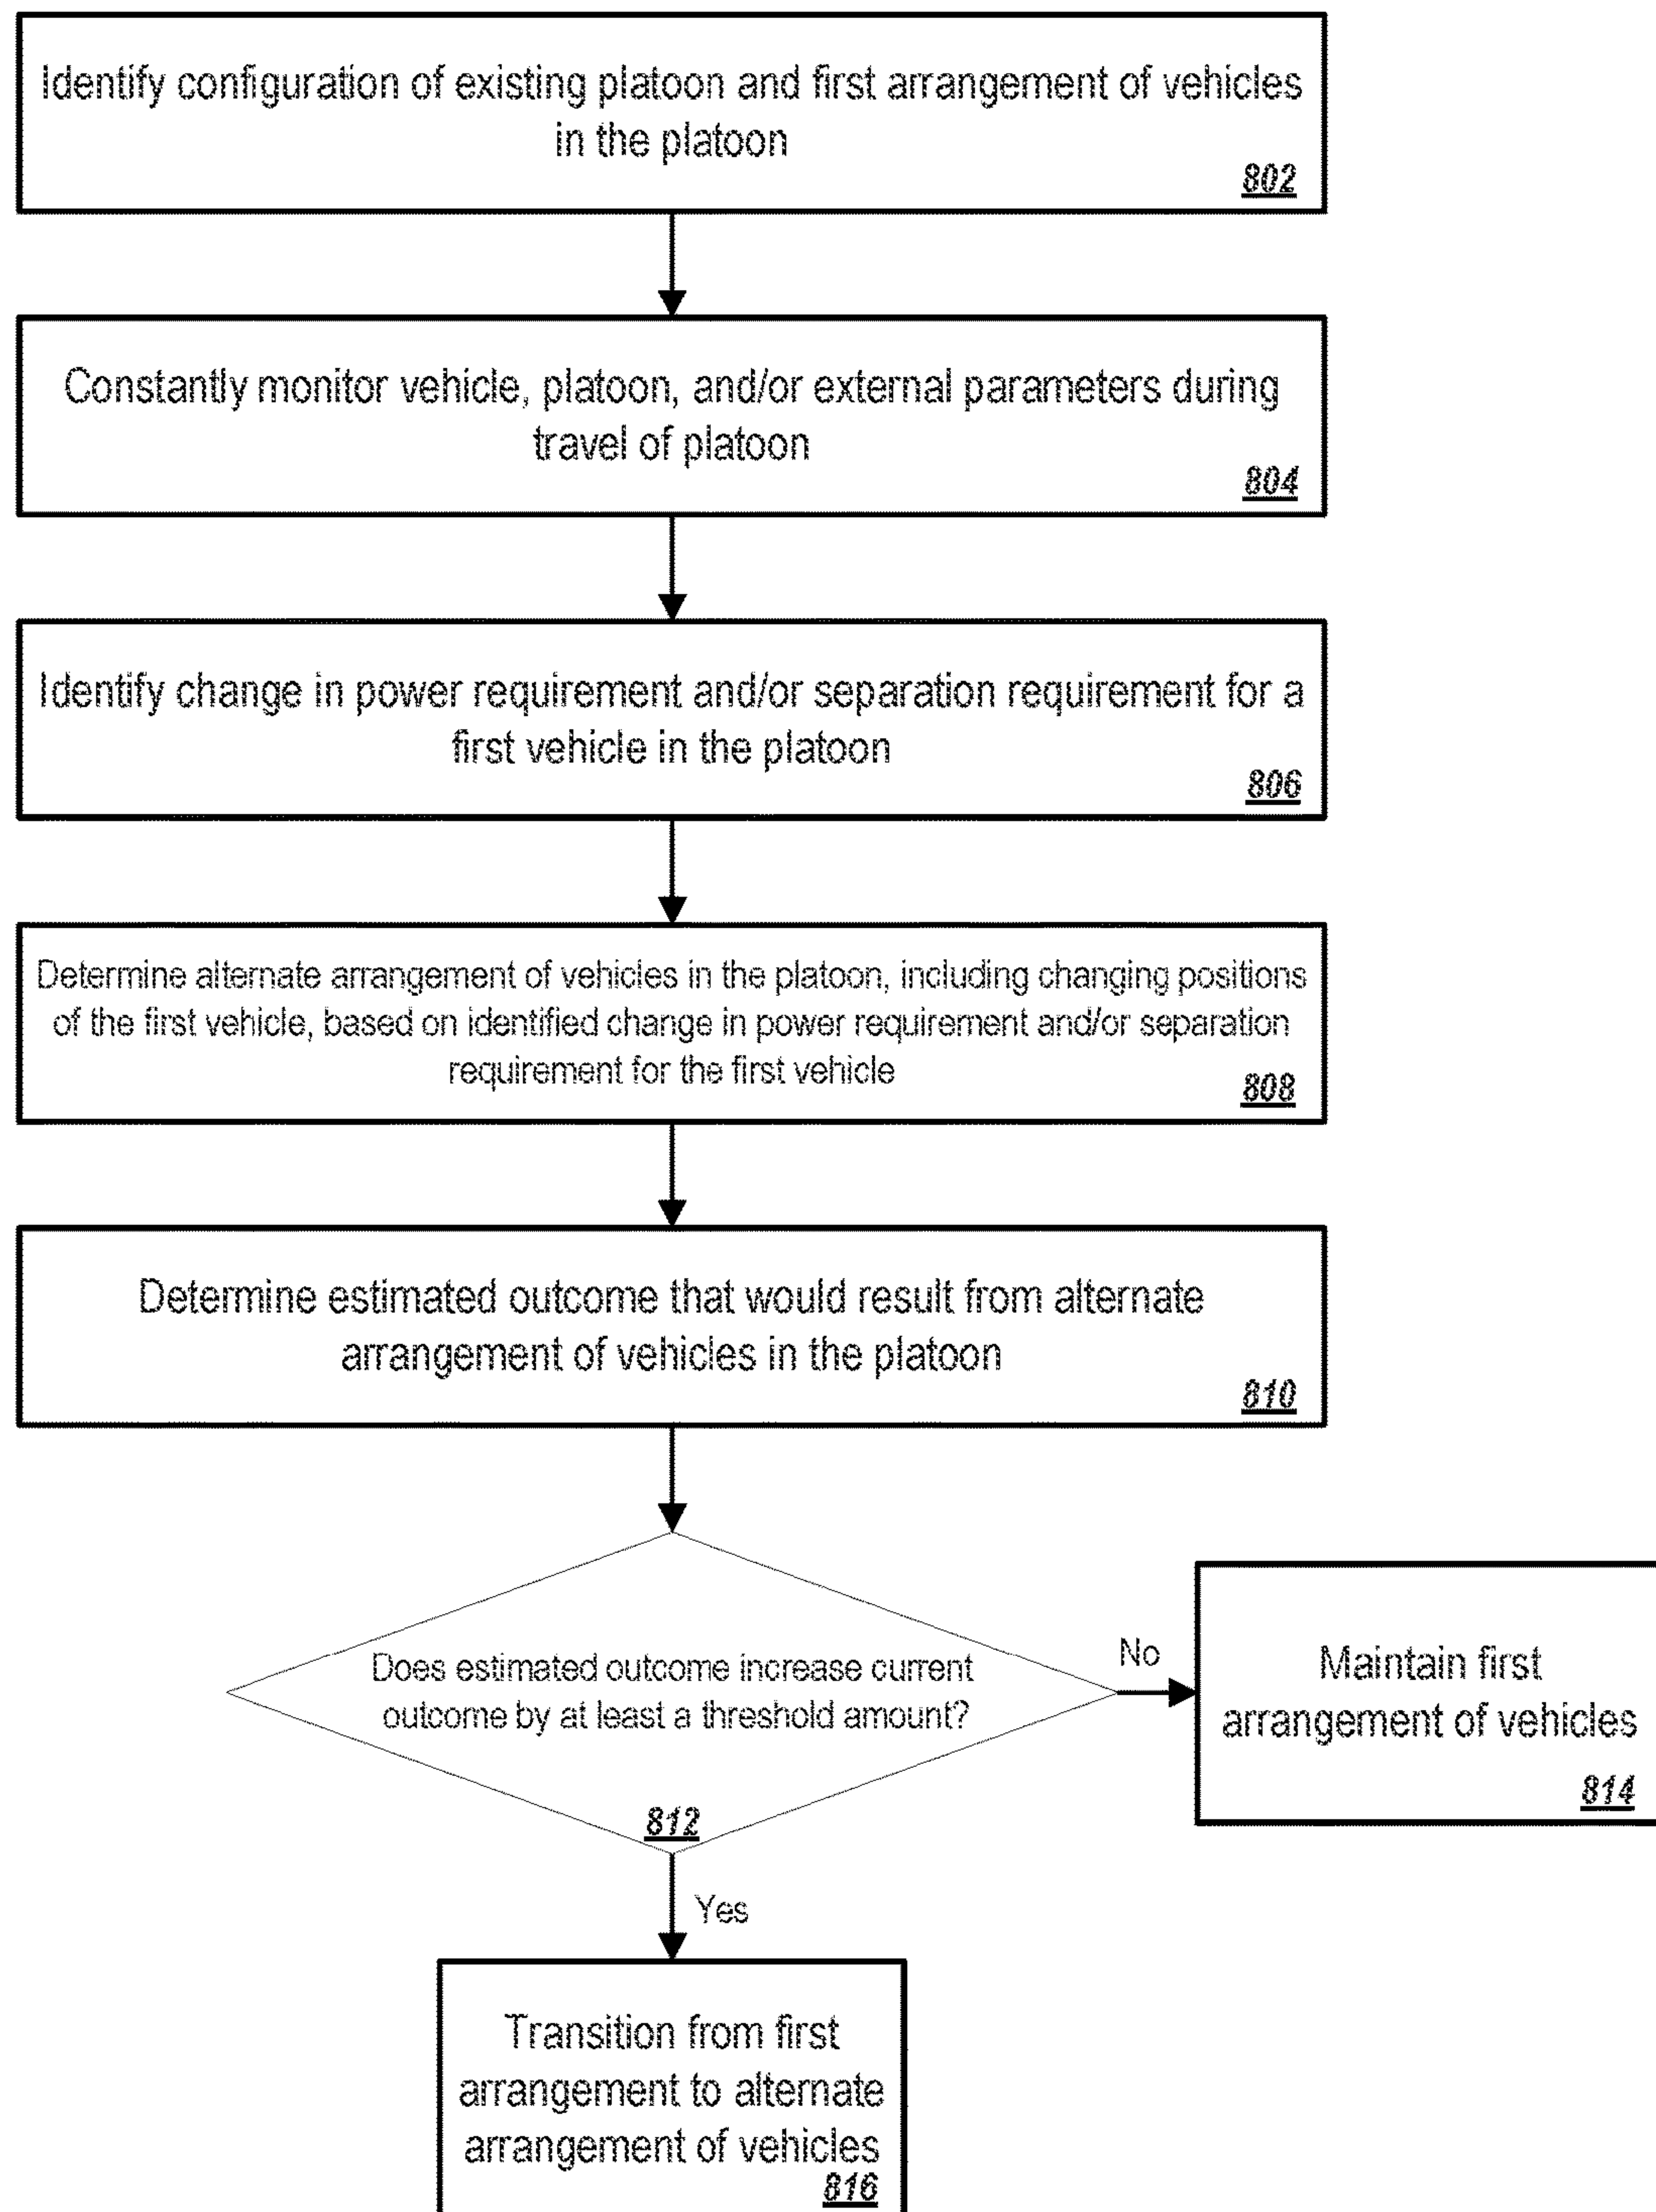 Identify configuration of existing platoon and first arrangement of vehicles
in the platoon
802
Constantly monitor vehicle, platoon, and/or external parameters during
travel of platoon
804
Identify change in power requirement and/or separation requirement for a
first vehicle in the platoon
806
Determine alternate arrangement of vehicles in the platoon, including changing positions
of the first vehicle, based on identified change in power requirement and/or separation
requirement for the first vehicle
808
Determine estimated outcome that would result from alternate
arrangement of vehicles in the platoon
810
Does estimated outcome increase current
outcome by at least a threshold amount?
812
No
Maintain first
arrangement of vehicles
814
Yes
Transition from first
arrangement to alternate
arrangement of vehicles
816